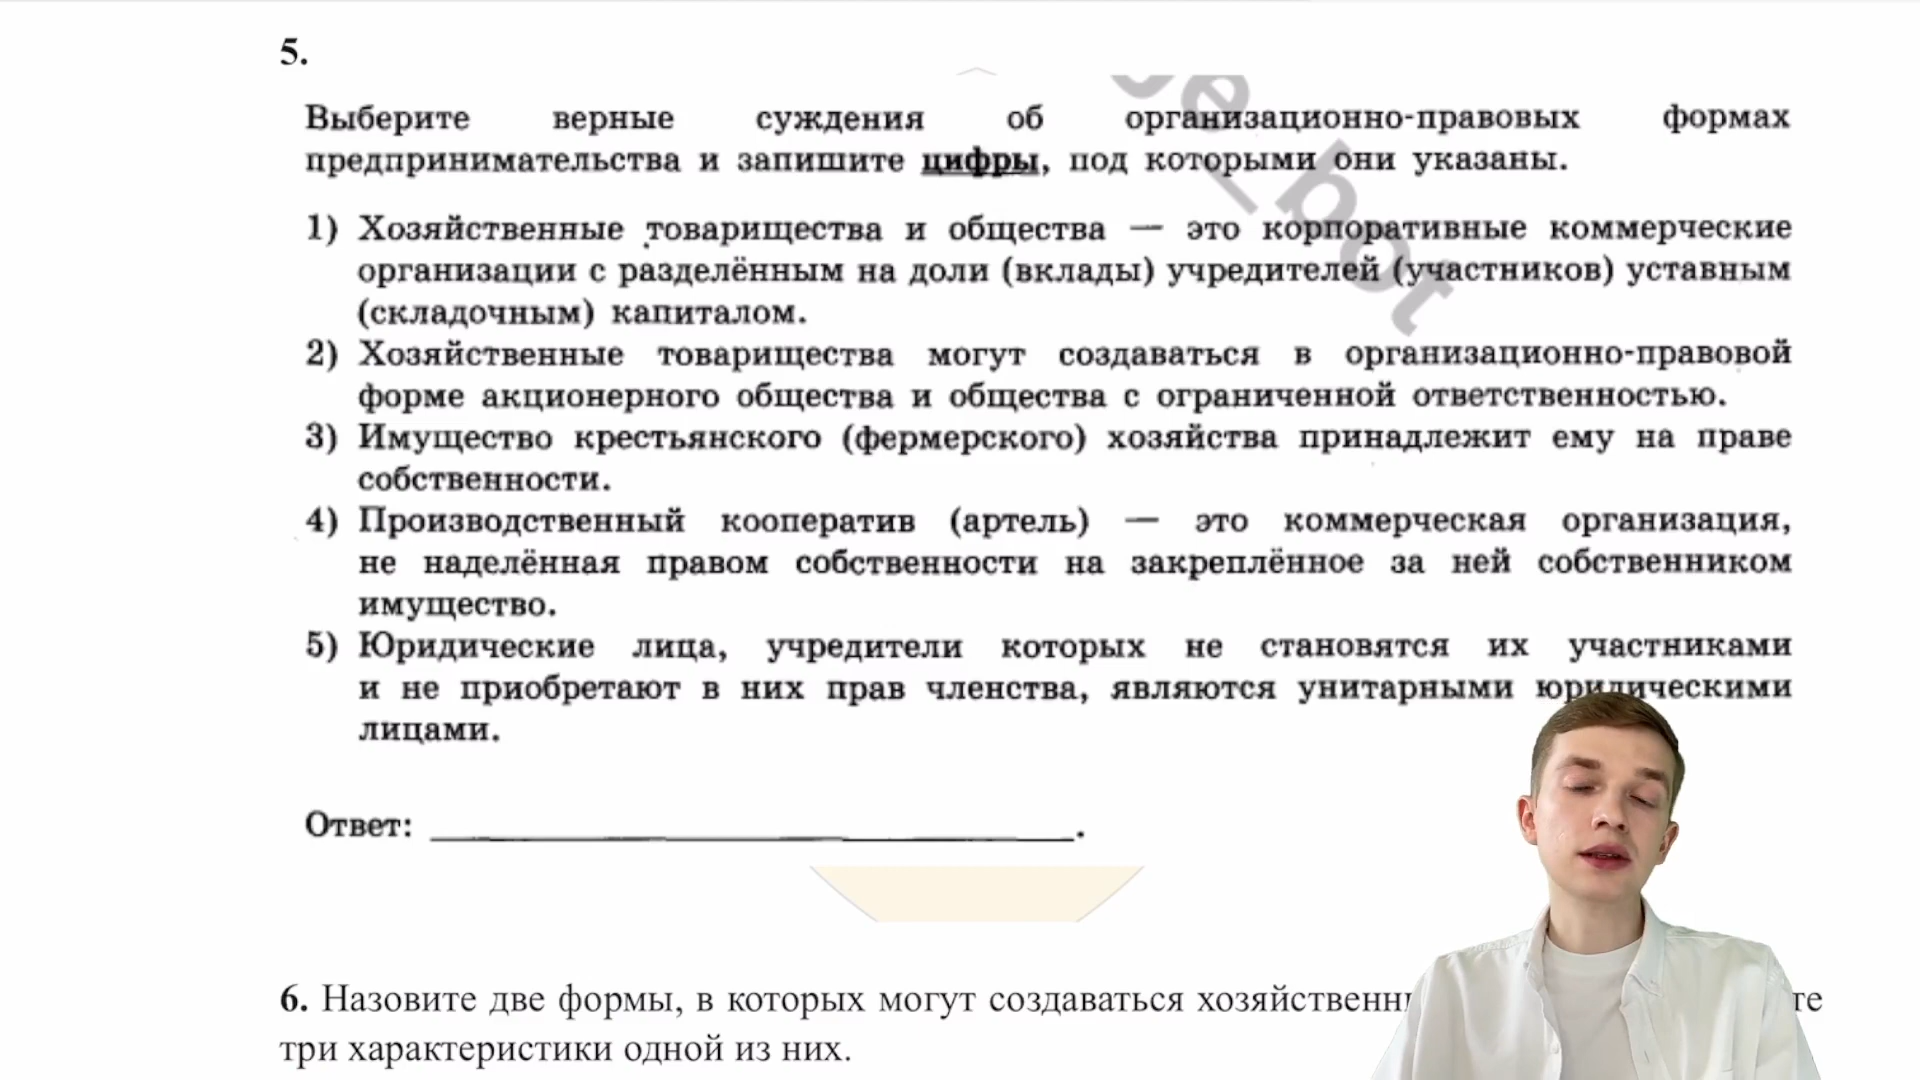 5.
Выберите верные суждения об организационно-правовых формах
предпринимательства и запишите цифры, под которыми они указаны.
1) Хозяйственные товарищества и общества — это корпоративные коммерческие
организации с разделённым на доли (вклады) учредителей (участников) уставным
(складочным) капиталом.
2) Хозяйственные товарищества могут создаваться в организационно-правовой
форме акционерного общества и общества с ограниченной ответственностью.
3) Имущество крестьянского (фермерского) хозяйства принадлежит ему на праве
собственности.
4) Производственный кооператив (артель) — это коммерческая организация,
не наделённая правом собственности на закреплённое за ней собственником
имущество.
5) Юридические лица, учредители которых не становятся их участниками
и не приобретают в них прав членства, являются унитарными юридическими
лицами.
Ответ: .
6. Назовите две формы, в которых могут создаваться
три характеристики одной из них.
e_bot